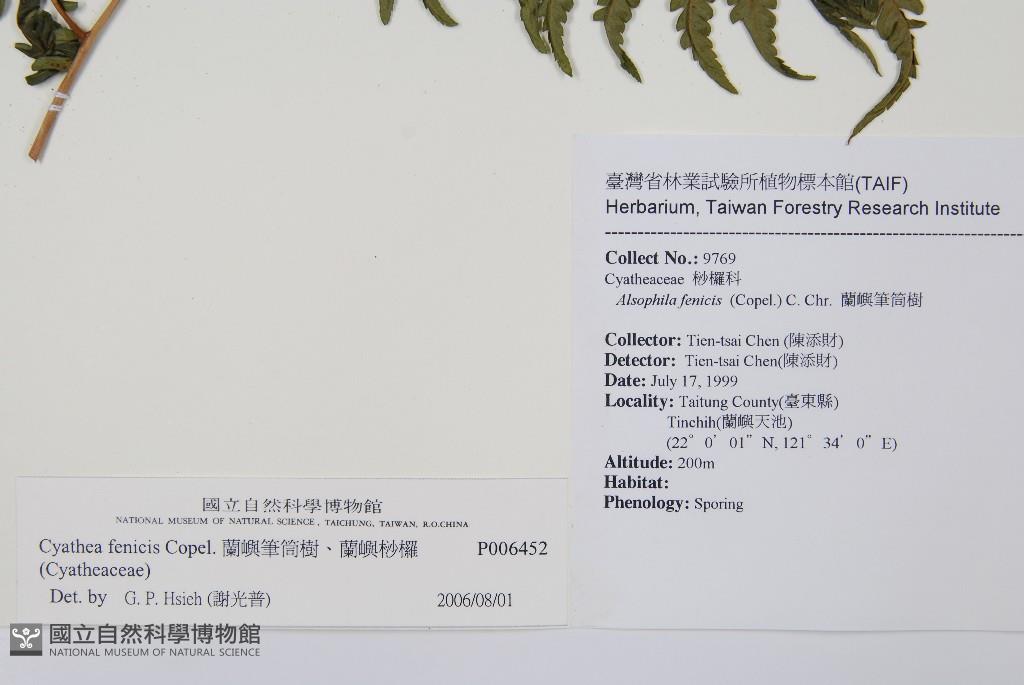 臺灣省林業試驗所植物標本館(TAIF)
Herbarium, Taiwan Forestry Research Institute
Collect No.: 9769
Cyatheaceae 桫欏科
Alsophila fenicis (Copel.) C. Chr. 蘭嶼筆筒樹
Collector: Tien-tsai Chen (陳添財)
Detector: Tien-tsai Chen(陳添財)
Date: July 17, 1999
Locality: Taitung County(臺東縣)
Tinchih(蘭嶼天池)
(22° 0' 01" N, 121° 34' 0" E)
Altitude: 200m
Habitat:
Phenology: Sporing
國立自然科學博物館
NATIONAL MUSEUM OF NATURAL SCIENCE, TAICHUNG, TAIWAN, R.O.CHINA
Cyathea fenicis Copel. 蘭嶼筆筒樹、蘭嶼桫欏 P006452
(Cyatheaceae)
Det. by G. P. Hsieh (謝光普) 2006/08/01
國立自然科學博物館
NATIONAL MUSEUM OF NATURAL SCIENCE